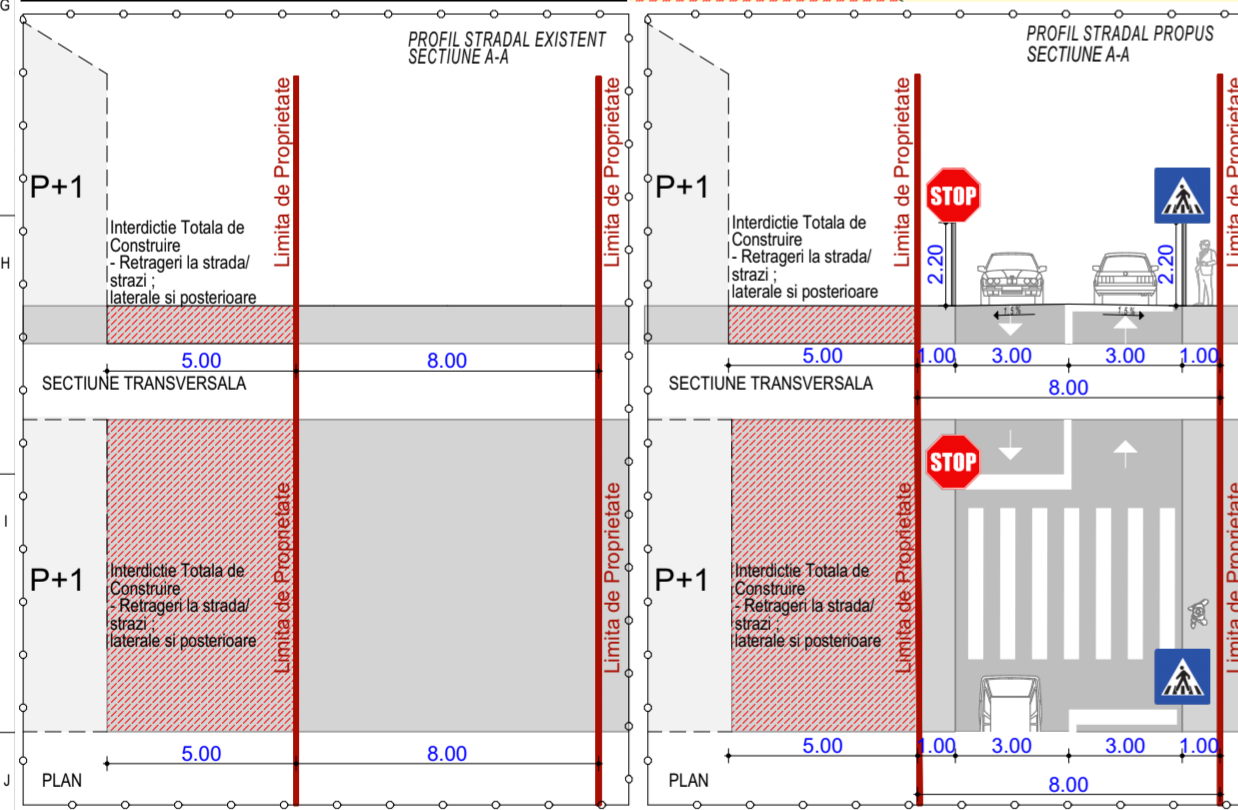 G
H
I
J
PROFIL STRADAL EXISTENT
SECTIUNE A-A
Limita de Proprietate
Limita de Proprietate
P+1
Interdictie Totala de
Construire
- Retrageri la strada/
strazi ;
laterale si posterioare
5.00
8.00
SECTIUNE TRANSVERSALA
P+1
Interdictie Totala de
Construire
- Retrageri la strada/
strazi ;
laterale si posterioare
Limita de Proprietate
Limita de Proprietate
5.00
8.00
PLAN
PROFIL STRADAL PROPUS
SECTIUNE A-A
Limita de Proprietate
Limita de Proprietate
P+1
STOP
Interdictie Totala de
Construire
- Retrageri la strada/
strazi ;
laterale si posterioare
2.20
2.20
1,5%
1,5%
5.00
1.00
3.00
3.00
1.00
SECTIUNE TRANSVERSALA
8.00
STOP
P+1
Interdictie Totala de
Construire
- Retrageri la strada/
strazi ;
laterale si posterioare
Limita de Proprietate
Limita de Proprietate
5.00
1.00
3.00
3.00
1.00
PLAN
8.00